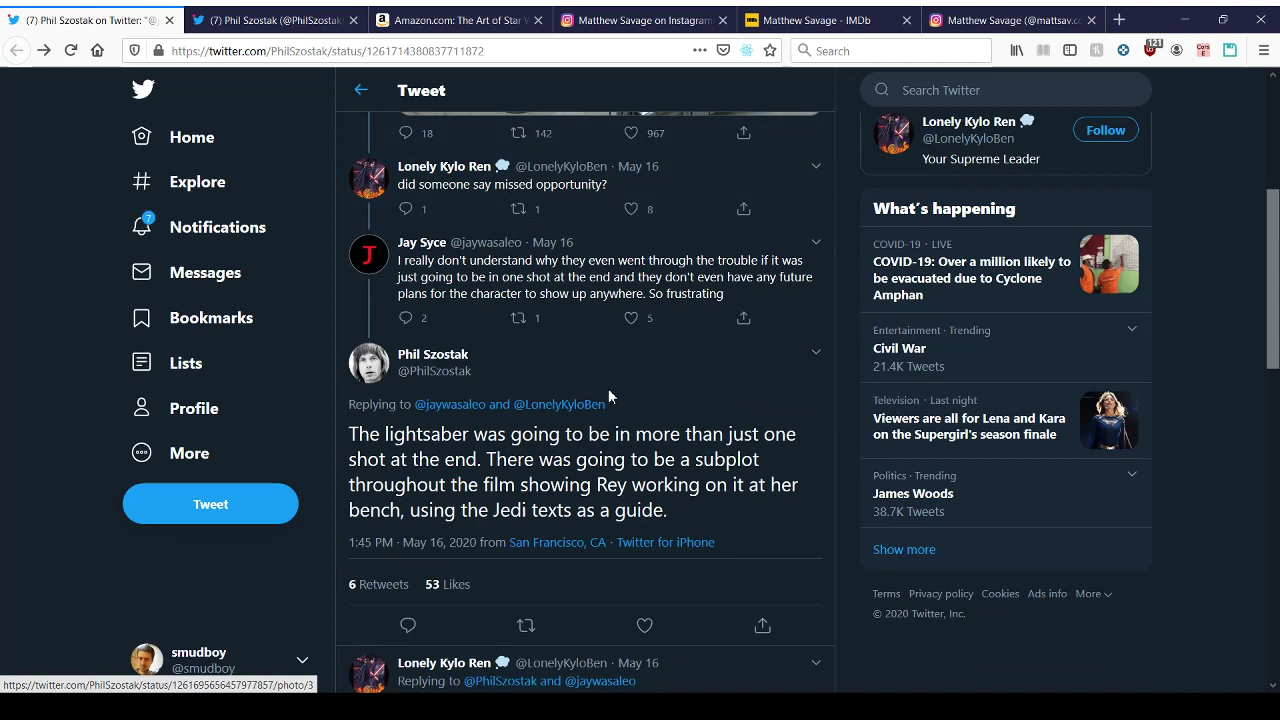 (7) Phil Szostak on Twitter: "@
(7) Phil Szostak (@PhilSzostak
Amazon.com: The Art of Star W
Matthew Savage on Instagram
Matthew Savage - IMDb
Matthew Savage (@mattsav.co
https://twitter.com/PhilSzostak/status/1261714380837711872
Search
121
Tweet
Search Twitter
18
142
967
Home
Explore
7
Notifications
Messages
Bookmarks
Lists
Profile
More
Tweet
smudboy
@smudboy
Lonely Kylo Ren @LonelyKyloBen · May 16
did someone say missed opportunity?
1
1
8
Jay Syce @jaywasaleo · May 16
I really don't understand why they even went through the trouble if it was
just going to be in one shot at the end and they don't even have any future
plans for the character to show up anywhere. So frustrating
2
1
5
Phil Szostak
@PhilSzostak
Replying to @jaywasaleo and @LonelyKyloBen
The lightsaber was going to be in more than just one
shot at the end. There was going to be a subplot
throughout the film showing Rey working on it at her
bench, using the Jedi texts as a guide.
1:45 PM · May 16, 2020 from San Francisco, CA · Twitter for iPhone
6 Retweets 53 Likes
Lonely Kylo Ren @LonelyKyloBen · May 16
Replying to @PhilSzostak and @jaywasaleo
Lonely Kylo Ren
@LonelyKyloBen
Follow
Your Supreme Leader
What's happening
COVID-19 · LIVE
COVID-19: Over a million likely to
be evacuated due to Cyclone
Amphan
Entertainment · Trending
Civil War
21.4K Tweets
Television · Last night
Viewers are all for Lena and Kara
on the Supergirl's season finale
Politics · Trending
James Woods
38.7K Tweets
Show more
Terms Privacy policy Cookies Ads info More
© 2020 Twitter, Inc.
https://twitter.com/PhilSzostak/status/1261695656457977857/photo/3